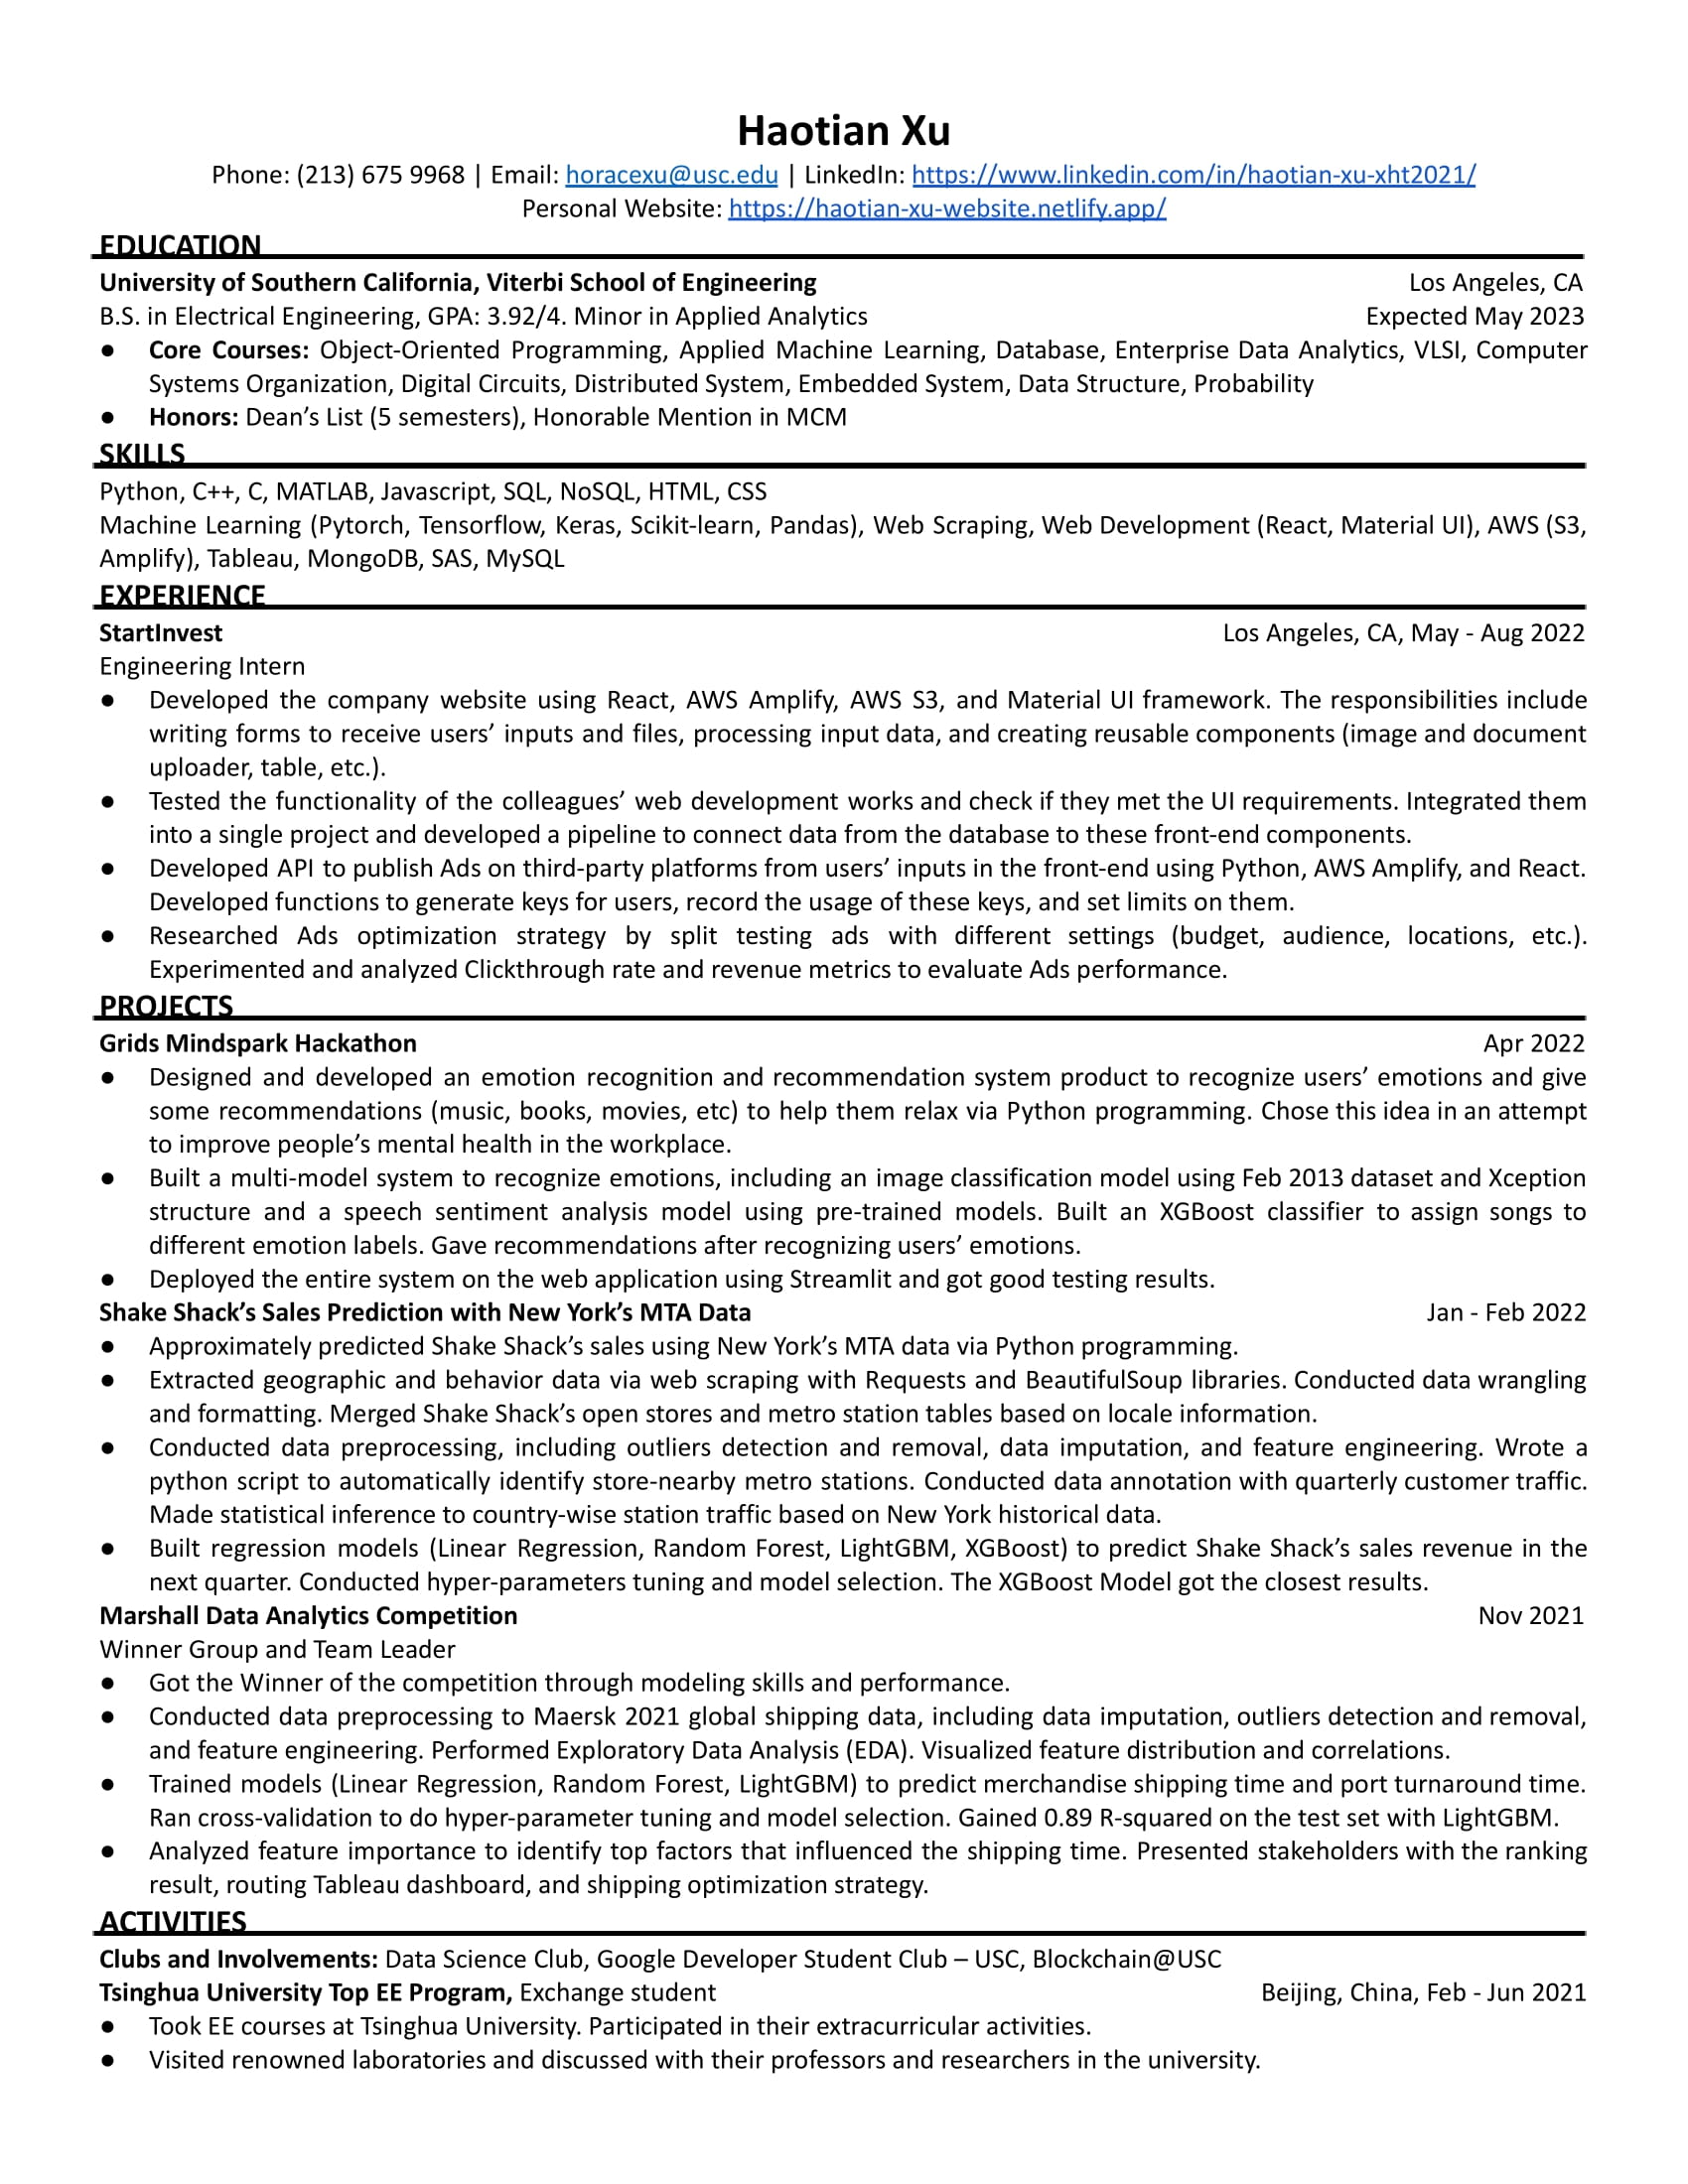 Haotian Xu
Phone: (213) 675 9968 | Email: horacexu@usc.edu | LinkedIn: https://www.linkedin.com/in/haotian-xu-xht2021/
Personal Website: https://haotian-xu-website.netlify.app/
EDUCATION
University of Southern California, Viterbi School of Engineering Los Angeles, CA
B.S. in Electrical Engineering, GPA: 3.92/4. Minor in Applied Analytics Expected May 2023
● Core Courses: Object-Oriented Programming, Applied Machine Learning, Database, Enterprise Data Analytics, VLSI, Computer
Systems Organization, Digital Circuits, Distributed System, Embedded System, Data Structure, Probability
● Honors: Dean’s List (5 semesters), Honorable Mention in MCM
SKILLS
Python, C++, C, MATLAB, Javascript, SQL, NoSQL, HTML, CSS
Machine Learning (Pytorch, Tensorflow, Keras, Scikit-learn, Pandas), Web Scraping, Web Development (React, Material UI), AWS (S3,
Amplify), Tableau, MongoDB, SAS, MySQL
EXPERIENCE
StartInvest Los Angeles, CA, May - Aug 2022
Engineering Intern
● Developed the company website using React, AWS Amplify, AWS S3, and Material UI framework. The responsibilities include
writing forms to receive users’ inputs and files, processing input data, and creating reusable components (image and document
uploader, table, etc.).
● Tested the functionality of the colleagues’ web development works and check if they met the UI requirements. Integrated them
into a single project and developed a pipeline to connect data from the database to these front-end components.
● Developed API to publish Ads on third-party platforms from users’ inputs in the front-end using Python, AWS Amplify, and React.
Developed functions to generate keys for users, record the usage of these keys, and set limits on them.
● Researched Ads optimization strategy by split testing ads with different settings (budget, audience, locations, etc.).
Experimented and analyzed Clickthrough rate and revenue metrics to evaluate Ads performance.
PROJECTS
Grids Mindspark Hackathon Apr 2022
● Designed and developed an emotion recognition and recommendation system product to recognize users’ emotions and give
some recommendations (music, books, movies, etc) to help them relax via Python programming. Chose this idea in an attempt
to improve people’s mental health in the workplace.
● Built a multi-model system to recognize emotions, including an image classification model using Feb 2013 dataset and Xception
structure and a speech sentiment analysis model using pre-trained models. Built an XGBoost classifier to assign songs to
different emotion labels. Gave recommendations after recognizing users’ emotions.
● Deployed the entire system on the web application using Streamlit and got good testing results.
Shake Shack’s Sales Prediction with New York’s MTA Data Jan - Feb 2022
● Approximately predicted Shake Shack’s sales using New York’s MTA data via Python programming.
● Extracted geographic and behavior data via web scraping with Requests and BeautifulSoup libraries. Conducted data wrangling
and formatting. Merged Shake Shack’s open stores and metro station tables based on locale information.
● Conducted data preprocessing, including outliers detection and removal, data imputation, and feature engineering. Wrote a
python script to automatically identify store-nearby metro stations. Conducted data annotation with quarterly customer traffic.
Made statistical inference to country-wise station traffic based on New York historical data.
● Built regression models (Linear Regression, Random Forest, LightGBM, XGBoost) to predict Shake Shack’s sales revenue in the
next quarter. Conducted hyper-parameters tuning and model selection. The XGBoost Model got the closest results.
Marshall Data Analytics Competition Nov 2021
Winner Group and Team Leader
● Got the Winner of the competition through modeling skills and performance.
● Conducted data preprocessing to Maersk 2021 global shipping data, including data imputation, outliers detection and removal,
and feature engineering. Performed Exploratory Data Analysis (EDA). Visualized feature distribution and correlations.
● Trained models (Linear Regression, Random Forest, LightGBM) to predict merchandise shipping time and port turnaround time.
Ran cross-validation to do hyper-parameter tuning and model selection. Gained 0.89 R-squared on the test set with LightGBM.
● Analyzed feature importance to identify top factors that influenced the shipping time. Presented stakeholders with the ranking
result, routing Tableau dashboard, and shipping optimization strategy.
ACTIVITIES
Clubs and Involvements: Data Science Club, Google Developer Student Club – USC, Blockchain@USC
Tsinghua University Top EE Program, Exchange student Beijing, China, Feb - Jun 2021
● Took EE courses at Tsinghua University. Participated in their extracurricular activities.
● Visited renowned laboratories and discussed with their professors and researchers in the university.